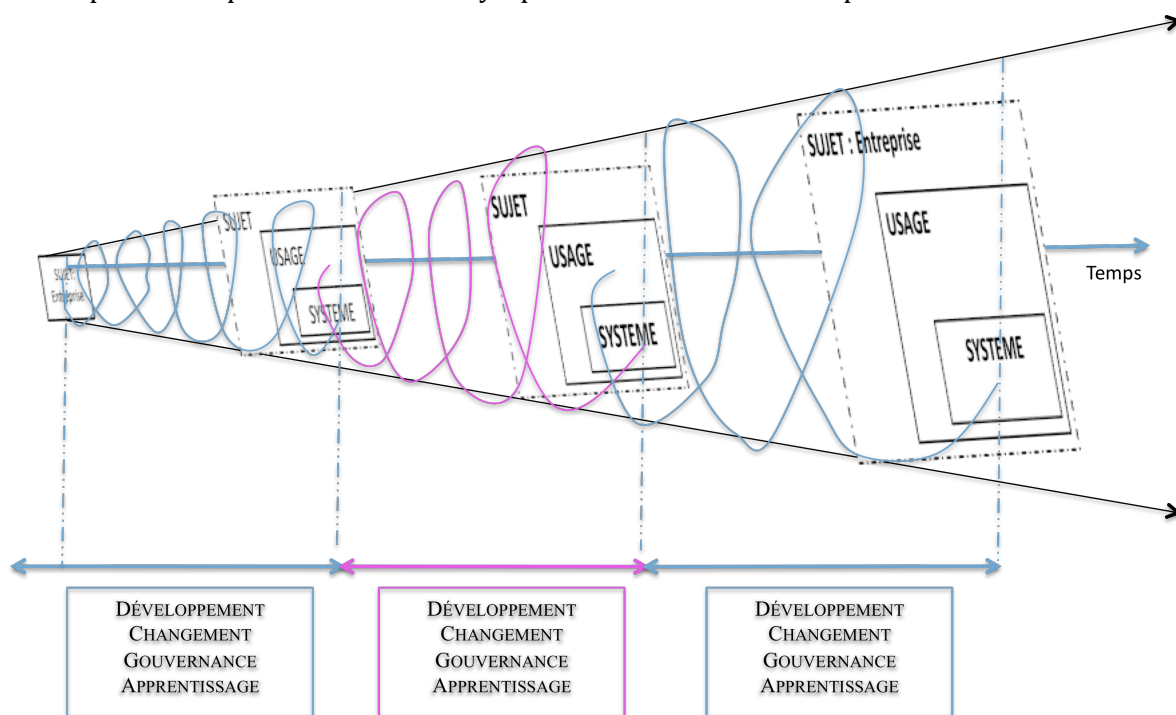 SUJET :
Entreprise
SUJET
USAGE
SYSTEME
SUJET
USAGE
SYSTEME
SUJET : Entreprise
USAGE
SYSTEME
Temps
DÉVELOPPEMENT
CHANGEMENT
GOUVERNANCE
APPRENTISSAGE
DÉVELOPPEMENT
CHANGEMENT
GOUVERNANCE
APPRENTISSAGE
DÉVELOPPEMENT
CHANGEMENT
GOUVERNANCE
APPRENTISSAGE